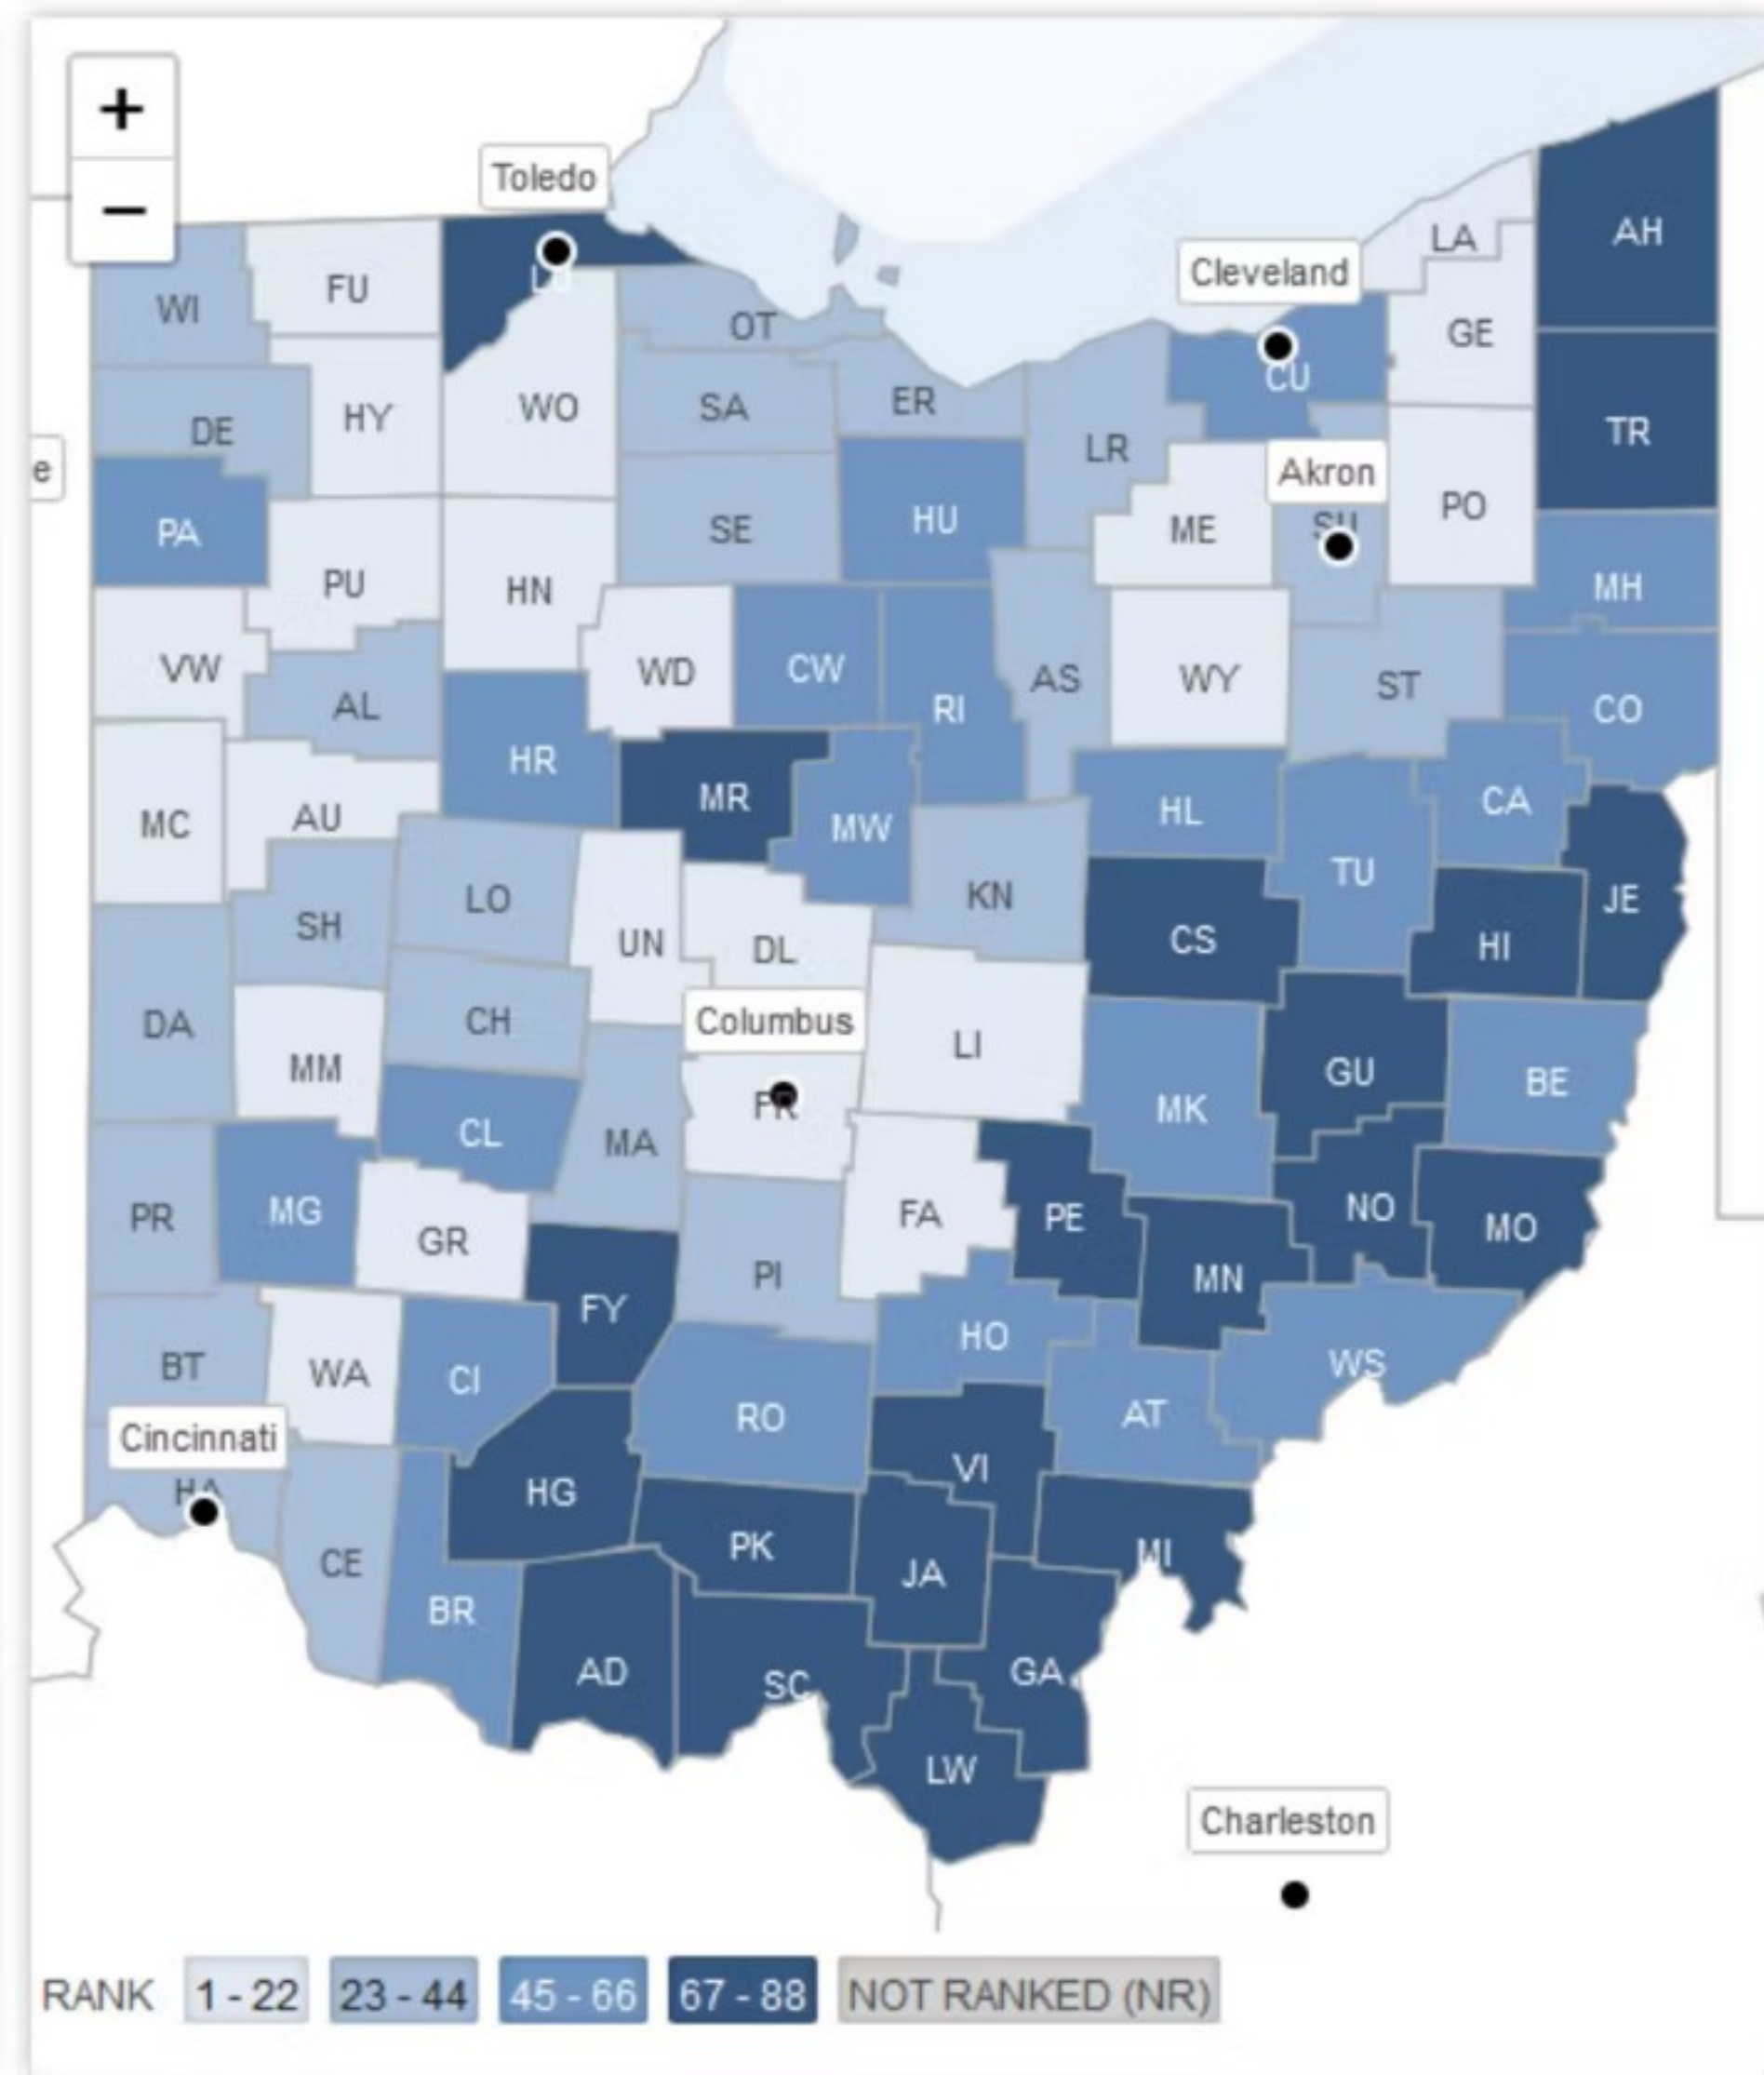 +
Toledo
−
AH
LA
Cleveland
FU
WI
OT
GE
CU
HY
WO
SA
ER
DE
TR
LR
e
Akron
PO
PA
SE
HU
ME
SU
PU
HN
MH
VW
WD
CW
AS
WY
ST
AL
RI
CO
HR
MR
HL
CA
MC
AU
MW
TU
KN
LO
JE
SH
UN
DL
CS
HI
DA
CH
Columbus
LI
MM
GU
BE
FR
MK
CL
MA
PR
MG
FA
PE
NO
MO
GR
PI
MN
FY
HO
BT
WA
CI
WS
RO
AT
Cincinnati
VI
HA
HG
PK
MI
CE
JA
BR
AD
SC
GA
LW
Charleston
RANK 1 - 22 23 - 44 45 - 66 67 - 88 NOT RANKED (NR)